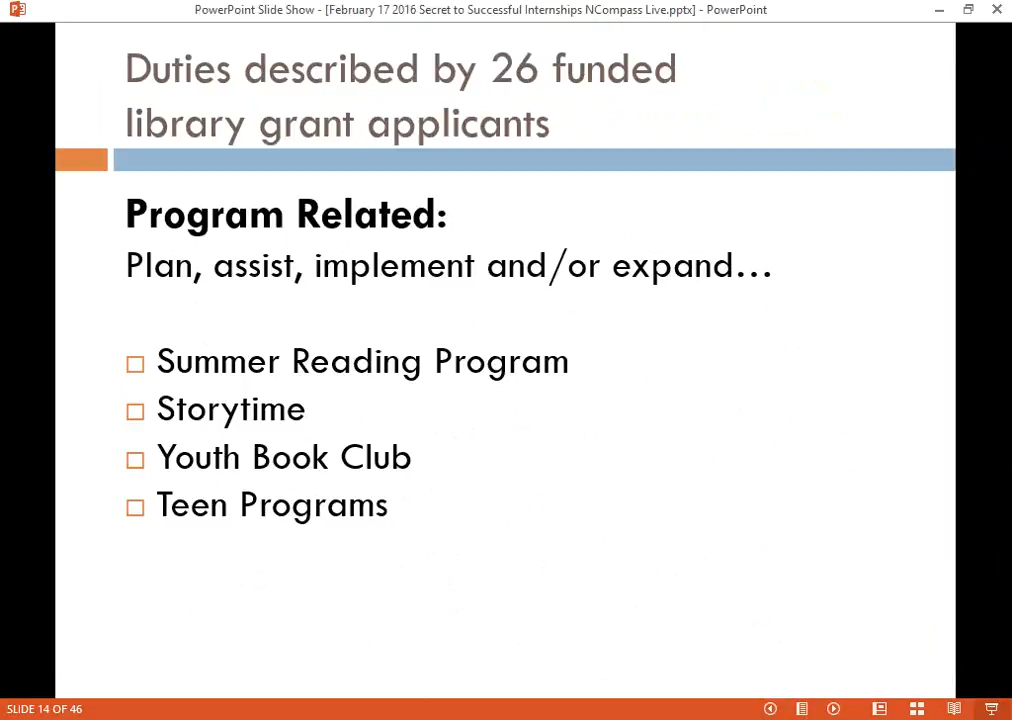 PowerPoint Slide Show - [February 17 2016 Secret to Successful Internships NCompass Live.pptx] - PowerPoint
Duties described by 26 funded
library grant applicants
Program Related:
Plan, assist, implement and/or expand...
Summer Reading Program
Storytime
Youth Book Club
Teen Programs
SLIDE 14 OF 46